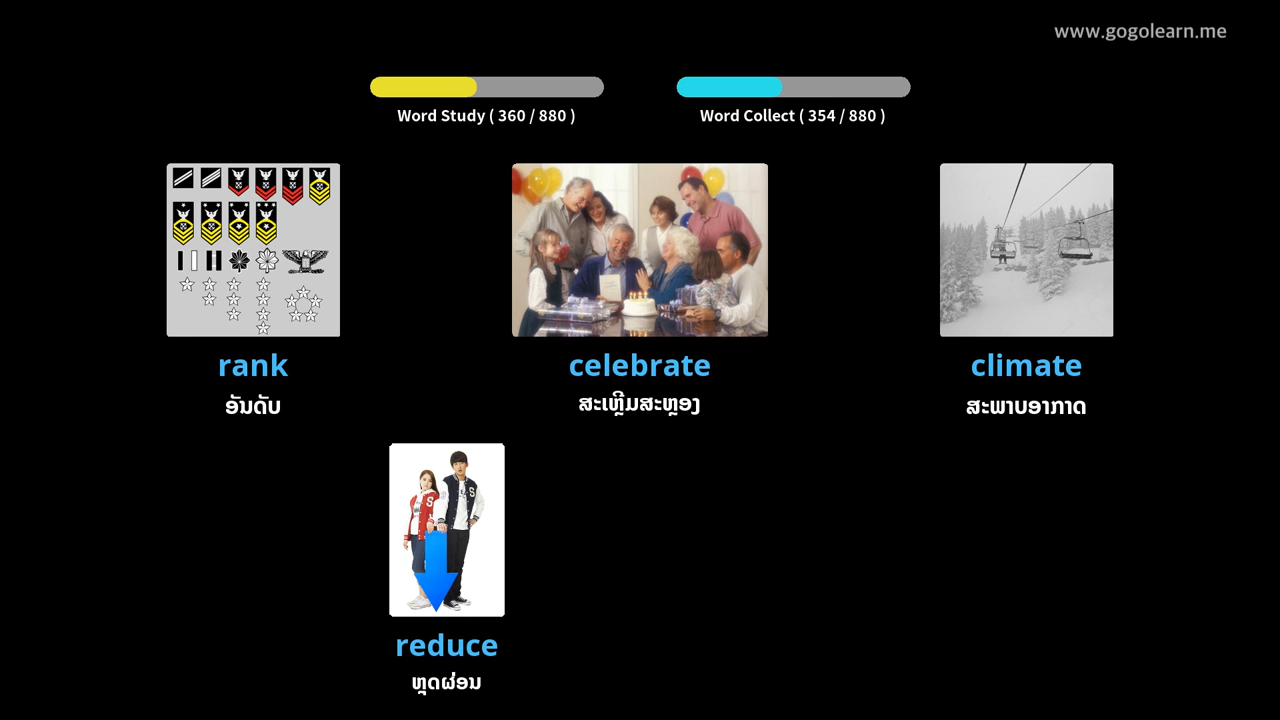 www.gogolearn.me
Word Study ( 360 / 880 )
Word Collect ( 354 / 880 )
rank
ອັນດັບ
celebrate
ສະເຫຼີມສະຫຼອງ
climate
ສະພາບອາກາດ
S
S
reduce
ຫຼຸດຜ່ອນ